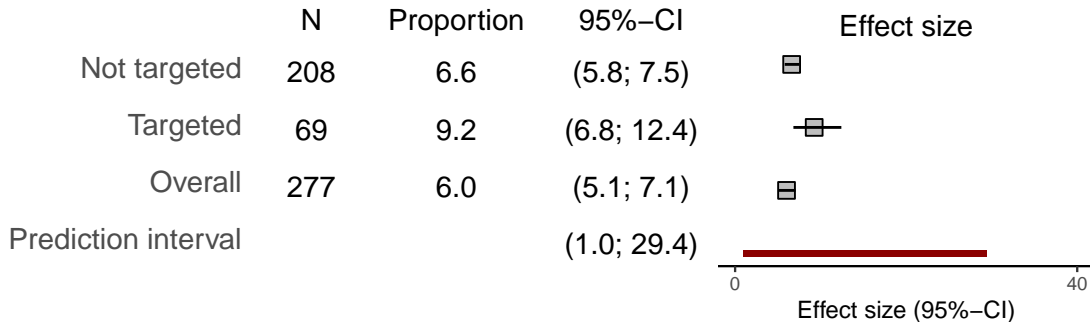 N Proportion 95%−CI Effect size
Not targeted 208 6.6 (5.8; 7.5)
Targeted 69 9.2 (6.8; 12.4)
Overall 277 6.0 (5.1; 7.1)
Prediction interval (1.0; 29.4)
0 40
Effect size (95%−CI)